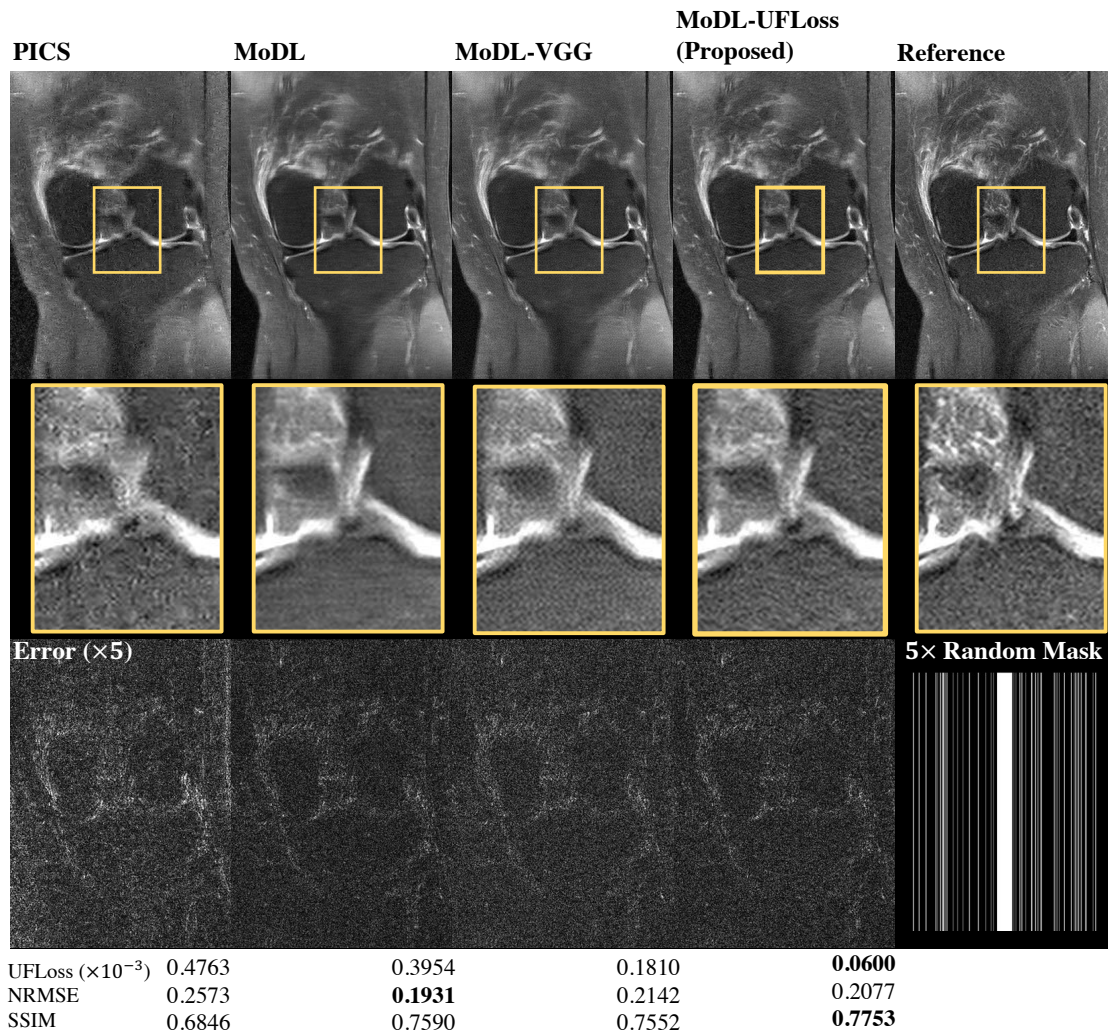 PICS MoDL MoDL-VGG MoDL-UFLoss (Proposed) Reference
Error (×5) 5× Random Mask
UFLoss (×10⁻³) 0.4763 0.3954 0.1810 0.0600
NRMSE 0.2573 0.1931 0.2142 0.2077
SSIM 0.6846 0.7590 0.7552 0.7753